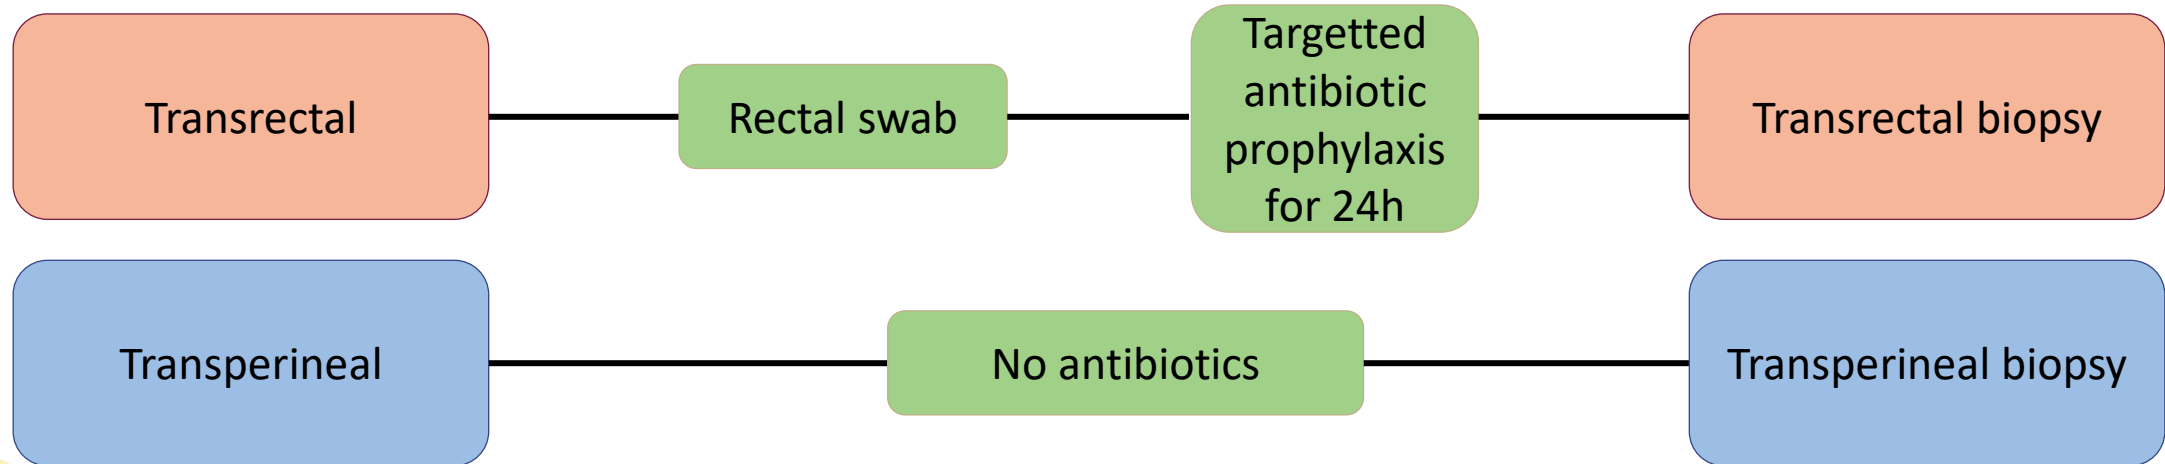 Transrectal
Rectal swab
Targetted
antibiotic
prophylaxis
for 24h
Transrectal biopsy
Transperineal
No antibiotics
Transperineal biopsy